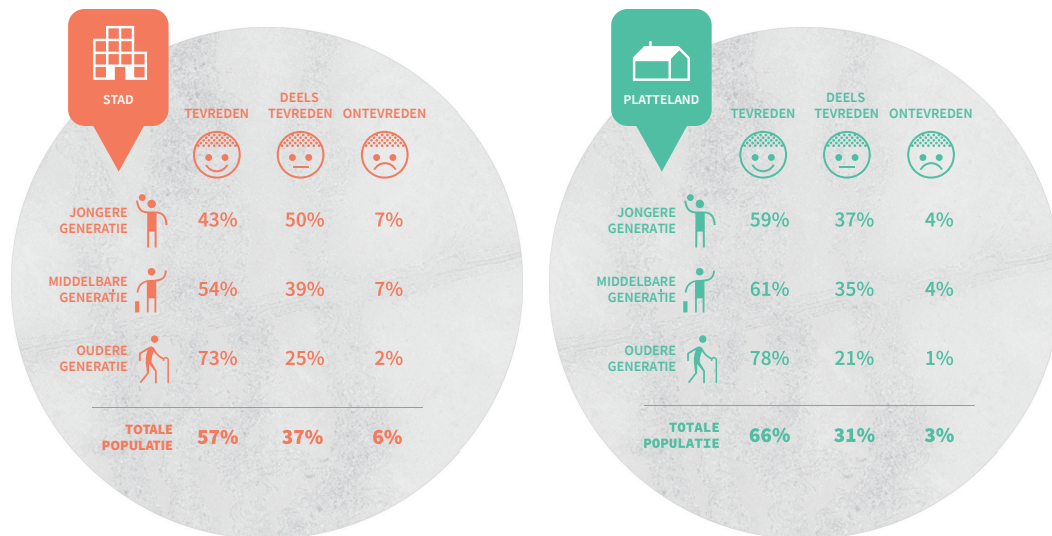 STAD
TEVREDEN
DEELS
TEVREDEN
ONTEVREDEN
JONGERE
GENERATIE
43% 50% 7%
MIDDELBARE
GENERATIE
54% 39% 7%
OUDERE
GENERATIE
73% 25% 2%
TOTALE
POPULATIE
57% 37% 6%
PLATTELAND
TEVREDEN
DEELS
TEVREDEN
ONTEVREDEN
JONGERE
GENERATIE
59% 37% 4%
MIDDELBARE
GENERATIE
61% 35% 4%
OUDERE
GENERATIE
78% 21% 1%
TOTALE
POPULATIE
66% 31% 3%